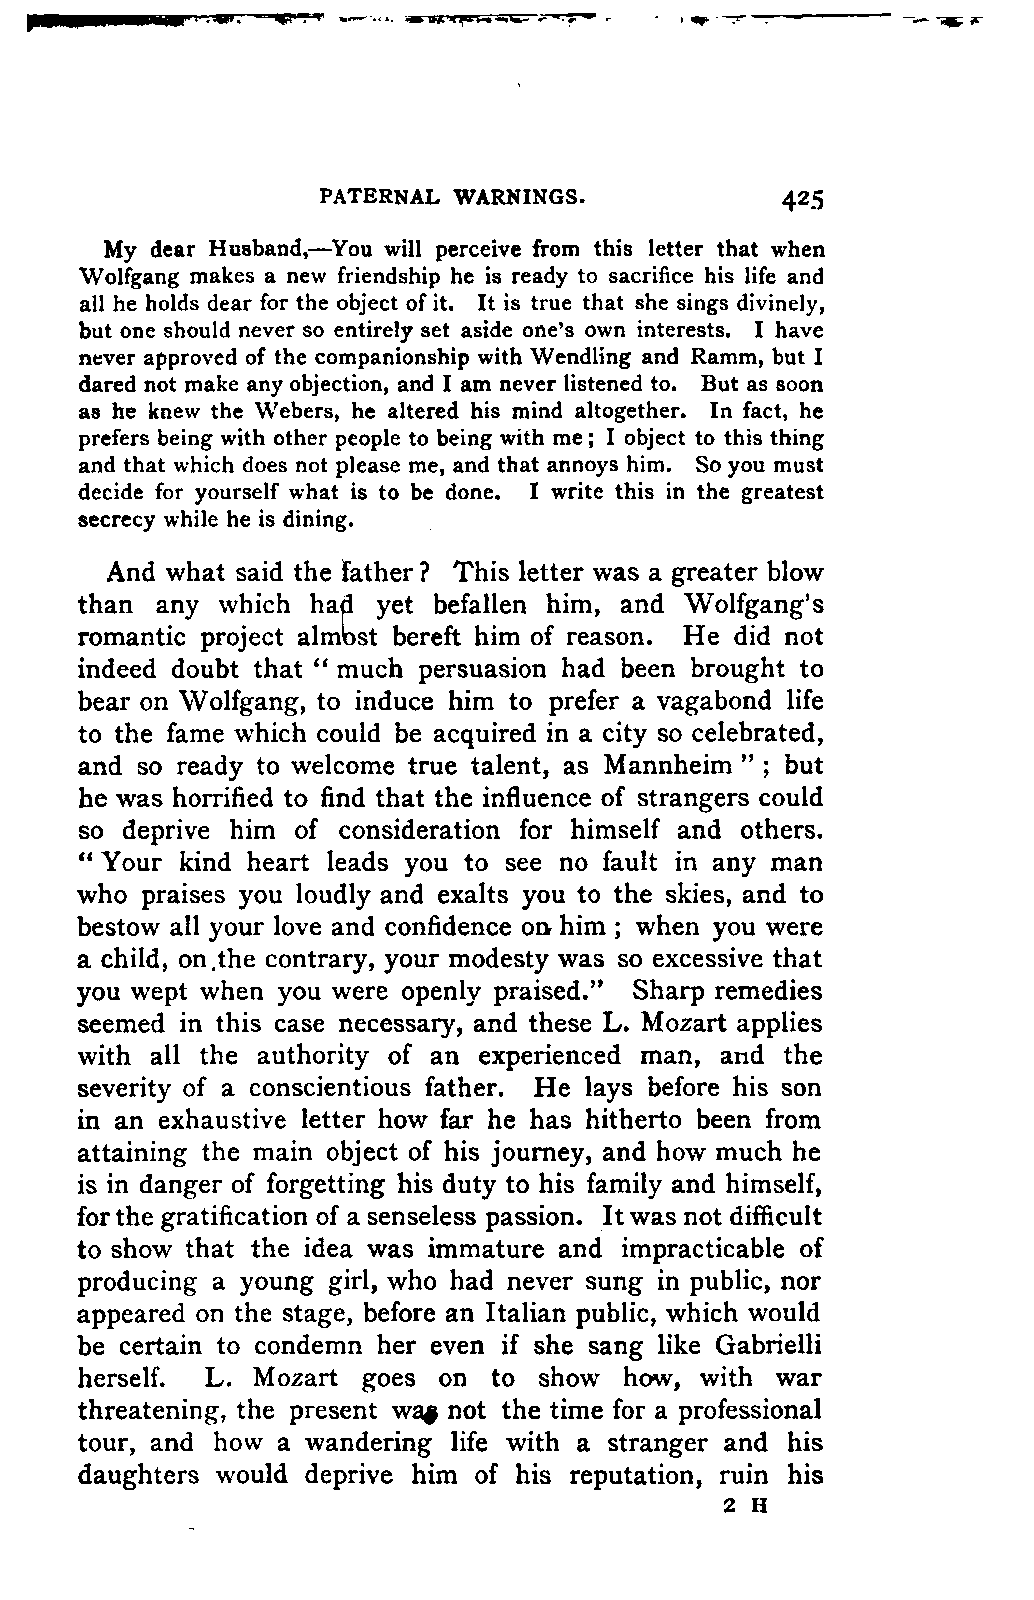 PATERNAL WARNINGS. 425
My dear Husband,—You will perceive from this letter that when
Wolfgang makes a new friendship he is ready to sacrifice his life and
all he holds dear for the object of it. It is true that she sings divinely,
but one should never so entirely set aside one's own interests. I have
never approved of the companionship with Wendling and Ramm, but I
dared not make any objection, and I am never listened to. But as soon
as he knew the Webers, he altered his mind altogether. In fact, he
prefers being with other people to being with me; I object to this thing
and that which does not please me, and that annoys him. So you must
decide for yourself what is to be done. I write this in the greatest
secrecy while he is dining.
And what said the father? This letter was a greater blow
than any which had yet befallen him, and Wolfgang's
romantic project almost bereft him of reason. He did not
indeed doubt that "much persuasion had been brought to
bear on Wolfgang, to induce him to prefer a vagabond life
to the fame which could be acquired in a city so celebrated,
and so ready to welcome true talent, as Mannheim"; but
he was horrified to find that the influence of strangers could
so deprive him of consideration for himself and others.
"Your kind heart leads you to see no fault in any man
who praises you loudly and exalts you to the skies, and to
bestow all your love and confidence on him; when you were
a child, on the contrary, your modesty was so excessive that
you wept when you were openly praised." Sharp remedies
seemed in this case necessary, and these L. Mozart applies
with all the authority of an experienced man, and the
severity of a conscientious father. He lays before his son
in an exhaustive letter how far he has hitherto been from
attaining the main object of his journey, and how much he
is in danger of forgetting his duty to his family and himself,
for the gratification of a senseless passion. It was not difficult
to show that the idea was immature and impracticable of
producing a young girl, who had never sung in public, nor
appeared on the stage, before an Italian public, which would
be certain to condemn her even if she sang like Gabrielli
herself. L. Mozart goes on to show how, with war
threatening, the present was not the time for a professional
tour, and how a wandering life with a stranger and his
daughters would deprive him of his reputation, ruin his
2 H